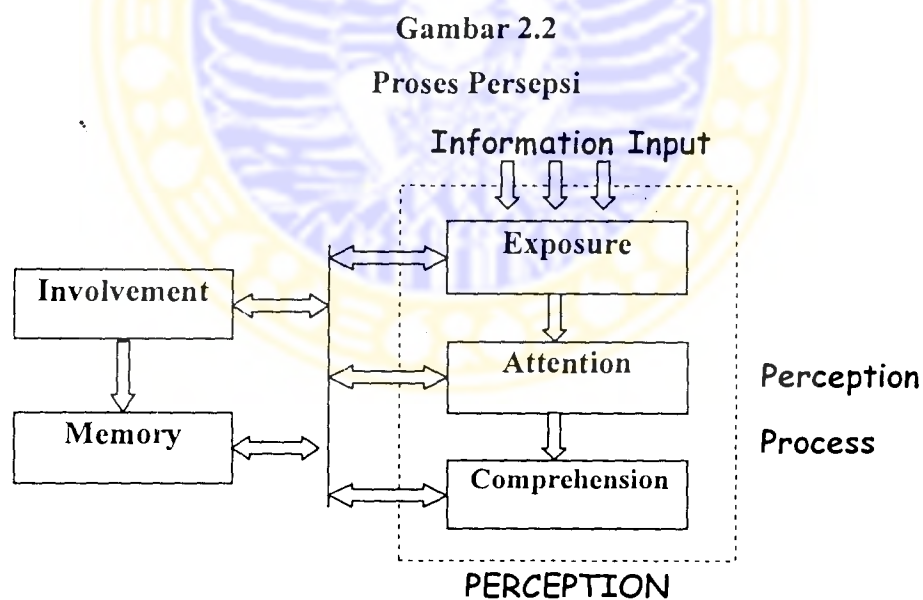 Gambar 2.2
Proses Persepsi
Information Input
Exposure
Involvement
Attention
Perception
Memory
Process
Comprehension
PERCEPTION